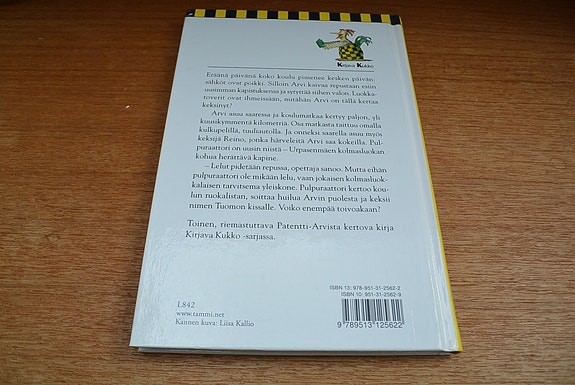 Kirjava Kukko
Eräänä päivänä koko koulu pimenee kesken päivän:
sähköt ovat poikki. Silloin Arvi kaivaa repustaan esiin
uusimman kapistuksensa ja sytyttää siihen valon. Luokka-
toverit ovat ihmeissään, mitähän Arvi on tällä kertaa
keksinyt?
Arvi asuu saaressa ja koulumatkaa kertyy paljon, yli
kuusikymmentä kilometriä. Osa matkasta taittuu omalla
kulkupelillä, tuuliautolla. Ja onneksi saarella asuu myös
keksijä Reino, jonka härveleitä Arvi saa kokeilla. Pul-
puraattori on uusin niistä – Urpasenmäen kolmasluokan
kohua herättävä kapine.
– Lelut pidetään repussa, opettaja sanoo. Mutta eihän
pulpuraattori ole mikään lelu, vaan jokaisen kolmasluok-
kalaisen tarvitsema yleiskone. Pulpuraattori kertoo kou-
lun ruokalistan, soittaa huilua Arvin puolesta ja keksii
nimen Tuomon kissalle. Voiko enempää toivoakaan?
Toinen, riemastuttava Patentti-Arvista kertova kirja
Kirjava Kukko -sarjassa.
ISBN 13: 978-951-31-2562-2
ISBN 10: 951-31-2562-9
L842
www.tammi.net
Kannen kuva: Liisa Kallio
9 789513 125622